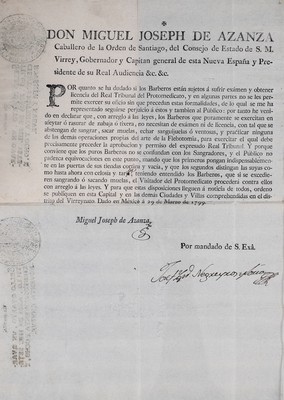 DON MIGUEL JOSEPH DE AZANZA
Caballero de la Orden de Santiago, del Consejo de Estado de S. M.
Virrey, Gobernador y Capitan general de esta Nueva España y Pre-
sidente de su Real Audiencia &c. &c.
POR quanto se ha dudado si los Barberos están sujetos á sufrir exâmen y obtener
licencia del Real Tribunal del Protomedicato, y en algunas partes no se les per-
mite exercer su oficio sin que precedan estas formalidades, de lo qual se me ha
representado seguirse perjuicio á éstos y tambien al Público; por tanto he veni-
do en declarar que, con arreglo á las leyes, los Barberos que puramente se exercitan en
afeytar ó rasurar de nabaja ó tixera, no necesitan de exâmen ni de licencia, con tal que se
abstengan de sangrar, sacar muelas, echar sanguijuelas ó ventosas, y practicar ninguna
de las demas operaciones propias del arte de la Flebotomía, para exercitar el qual debe
precisamente preceder la aprobacion y permiso del expresado Real Tribunal. Y porque
conviene que los puros Barberos no se confundan con los Sangradores, y el Público no
padezca equivocaciones en este punto, usando que los primeros pongan indispensablemen-
te en las puertas de sus tiendas cortina y vacía, y que los segundos distingan las suyas co-
mo hasta ahora con celosía y tarja; teniendo entendido los Barberos, que si se excedie-
ren sangrando ó sacando muelas, el Visitador del Protomedicato procederá contra ellos
con arreglo á las leyes. Y para que estas disposiciones lleguen á noticia de todos, ordeno
se publiquen en esta Capital y en las demas Ciudades y Villas comprehendidas en el dis-
trito del Virreynato. Dado en México á 29 de Marzo de 1799.
Miguel Joseph de Azanza
Por mandado de S. Exâ.